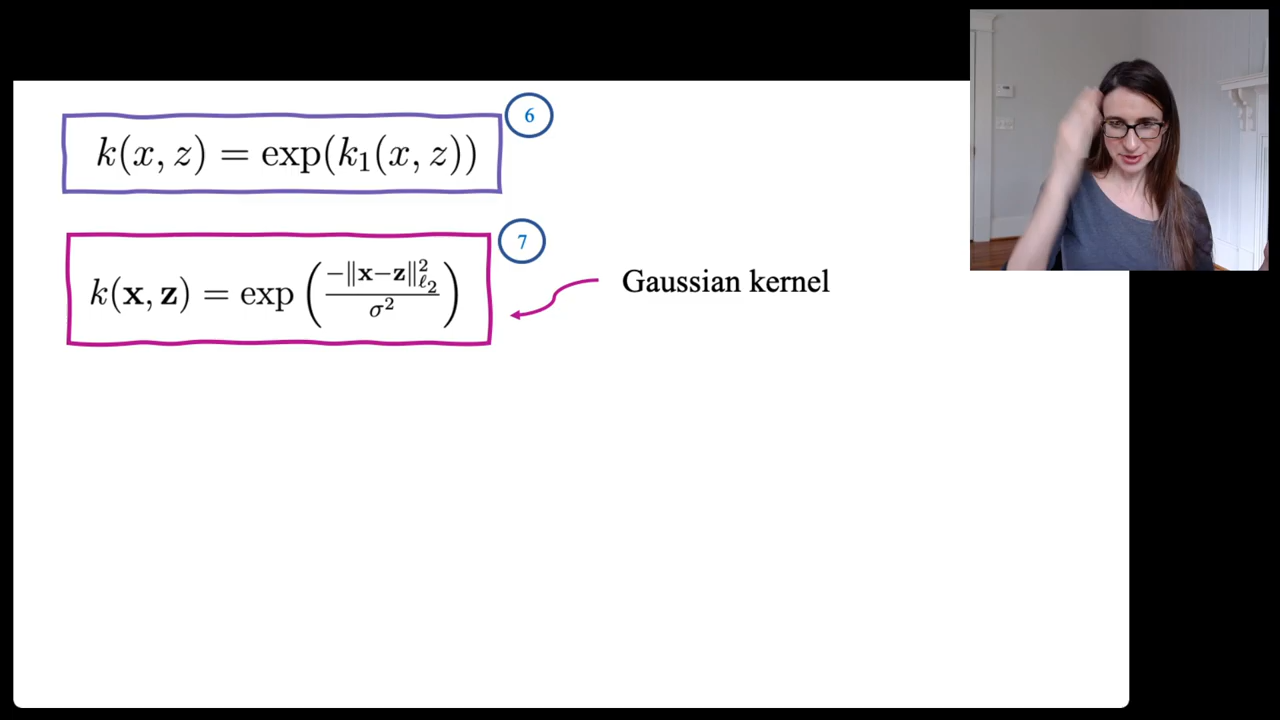 6
k(x, z) = exp(k₁(x, z))
7
k(𝐱, 𝐳) = exp(−‖𝐱−𝐳‖²_ℓ₂ / σ²)
Gaussian kernel